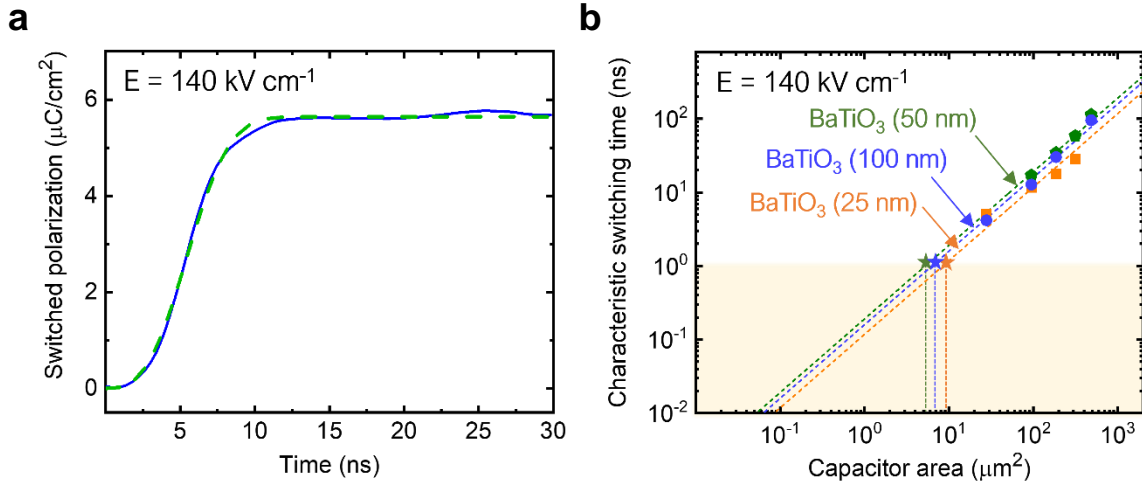 a
E = 140 kV cm⁻¹
Switched polarization (μC/cm²)
6
4
2
0
5
10
15
20
25
30
Time (ns)
b
E = 140 kV cm⁻¹
BaTiO₃ (50 nm)
BaTiO₃ (100 nm)
BaTiO₃ (25 nm)
Characteristic switching time (ns)
10²
10¹
10⁰
10⁻¹
10⁻²
10⁻¹
10⁰
10¹
10²
10³
Capacitor area (μm²)